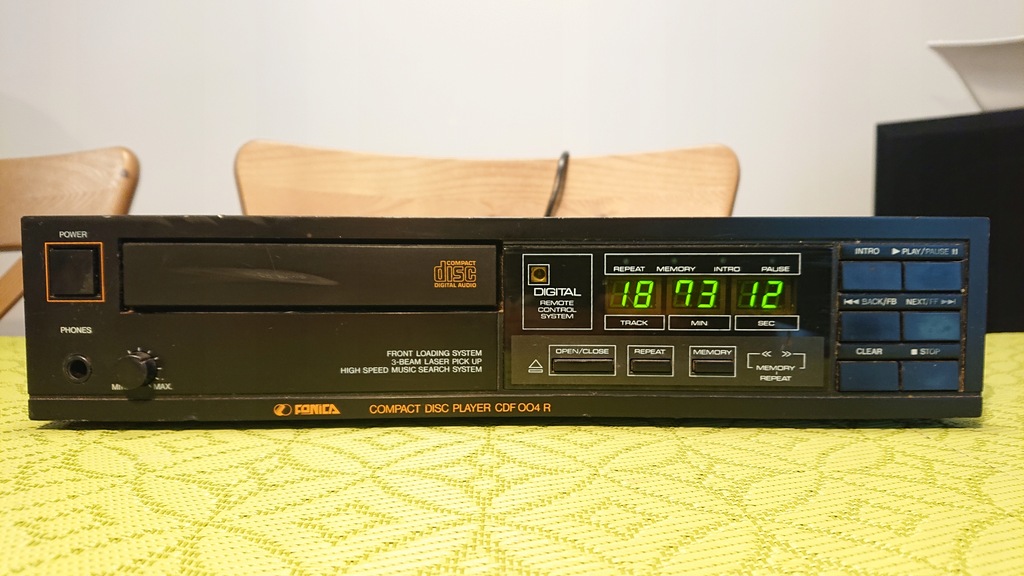 POWER
PHONES
MIN. MAX.
COMPACT
disc
DIGITAL AUDIO
FRONT LOADING SYSTEM
3-BEAM LASER PICK UP
HIGH SPEED MUSIC SEARCH SYSTEM
FONICA COMPACT DISC PLAYER CDF 004 R
DIGITAL
REMOTE
CONTROL
SYSTEM
REPEAT MEMORY INTRO PAUSE
18 73 12
TRACK MIN SEC
OPEN/CLOSE REPEAT MEMORY
MEMORY
REPEAT
INTRO PLAY/PAUSE
BACK/FB NEXT/FF
CLEAR STOP